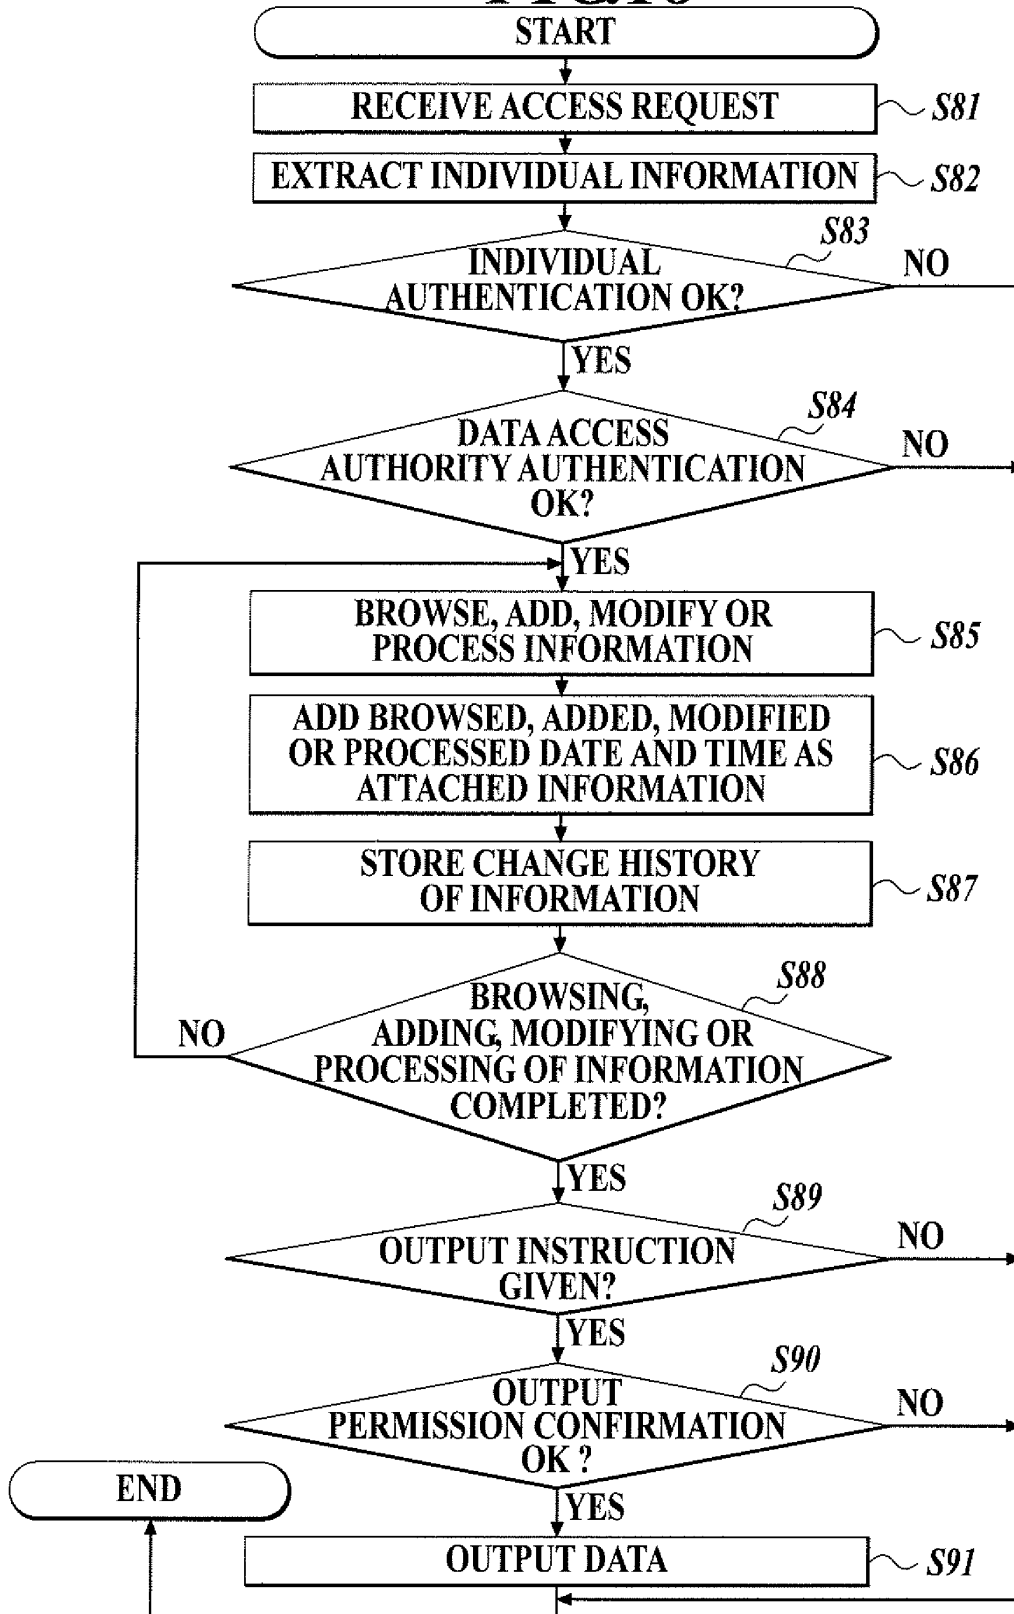 START
RECEIVE ACCESS REQUEST
S81
EXTRACT INDIVIDUAL INFORMATION
S82
S83
INDIVIDUAL
AUTHENTICATION OK?
NO
YES
S84
DATA ACCESS
AUTHORITY AUTHENTICATION
OK?
NO
YES
BROWSE, ADD, MODIFY OR
PROCESS INFORMATION
S85
ADD BROWSED, ADDED, MODIFIED
OR PROCESSED DATE AND TIME AS
ATTACHED INFORMATION
S86
STORE CHANGE HISTORY
OF INFORMATION
S87
S88
BROWSING,
ADDING, MODIFYING OR
PROCESSING OF INFORMATION
COMPLETED?
NO
YES
S89
OUTPUT INSTRUCTION
GIVEN?
NO
YES
S90
OUTPUT
PERMISSION CONFIRMATION
OK ?
NO
END
YES
OUTPUT DATA
S91